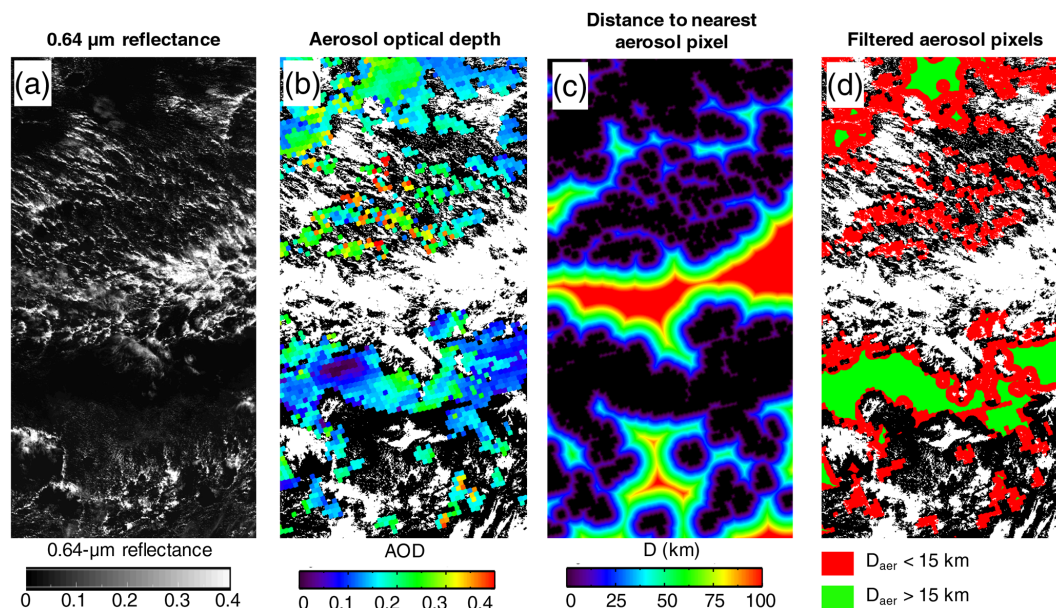 0.64 µm reflectance
Aerosol optical depth
Distance to nearest
aerosol pixel
Filtered aerosol pixels
(a)
(b)
(c)
(d)
0.64-µm reflectance
AOD
D (km)
0 0.1 0.2 0.3 0.4
0 0.1 0.2 0.3 0.4
0 25 50 75 100
D_aer < 15 km
D_aer > 15 km